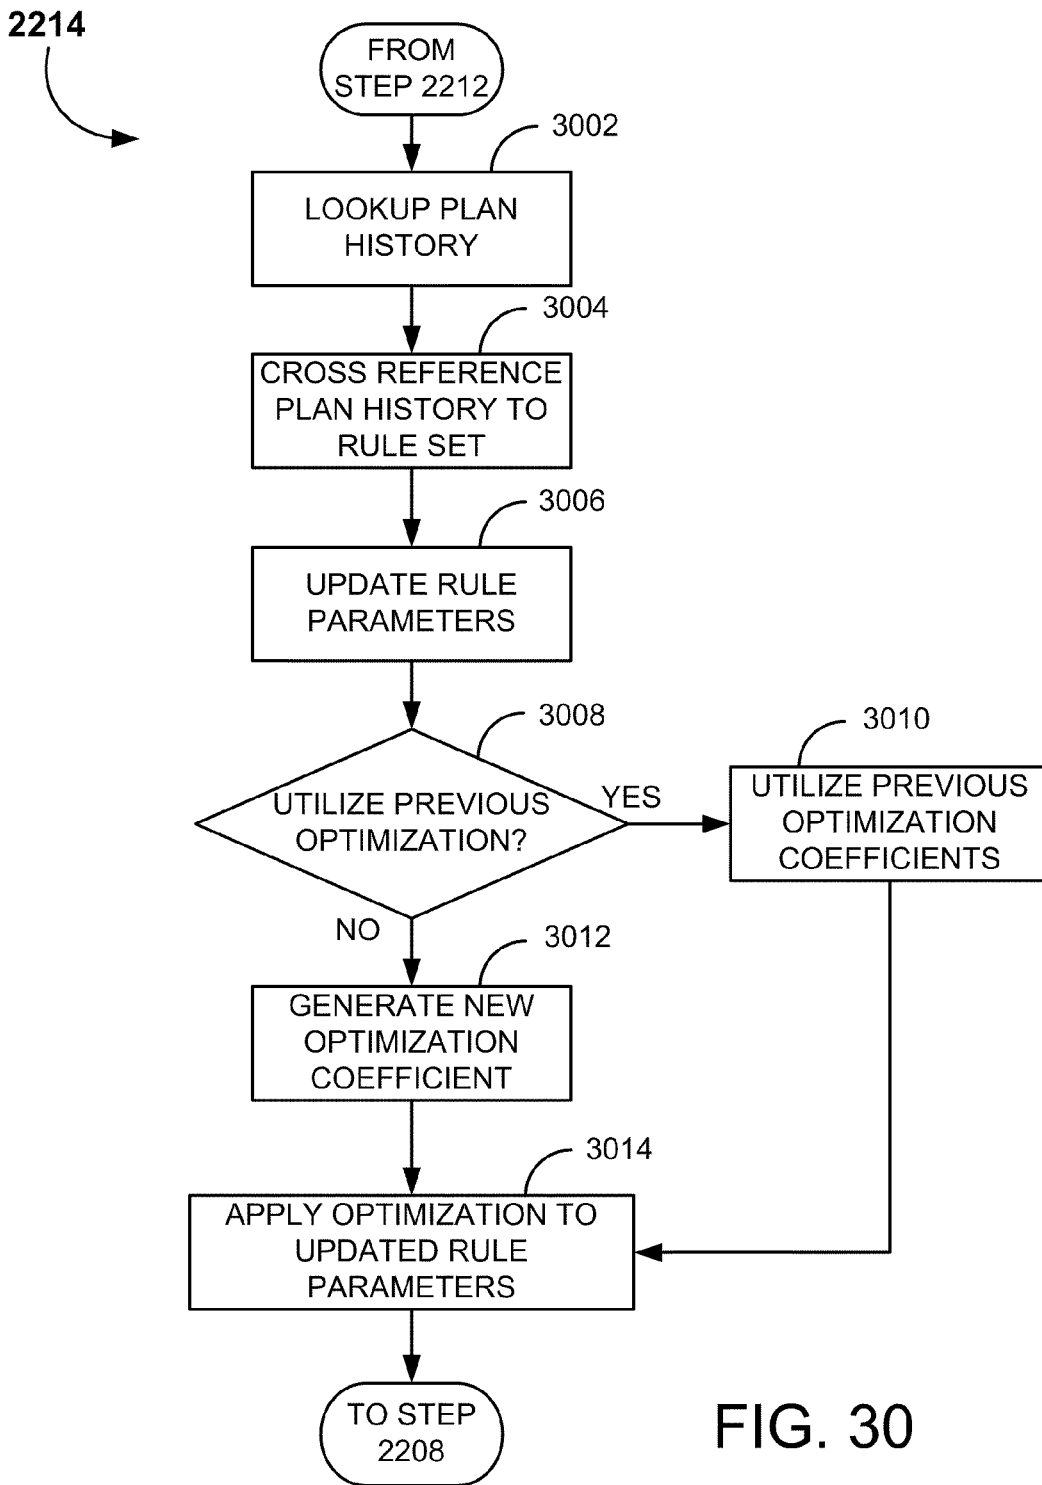 2214
FROM
STEP 2212
3002
LOOKUP PLAN
HISTORY
3004
CROSS REFERENCE
PLAN HISTORY TO
RULE SET
3006
UPDATE RULE
PARAMETERS
3008
UTILIZE PREVIOUS
OPTIMIZATION?
YES
3010
UTILIZE PREVIOUS
OPTIMIZATION
COEFFICIENTS
NO
3012
GENERATE NEW
OPTIMIZATION
COEFFICIENT
3014
APPLY OPTIMIZATION TO
UPDATED RULE
PARAMETERS
TO STEP
2208
FIG. 30